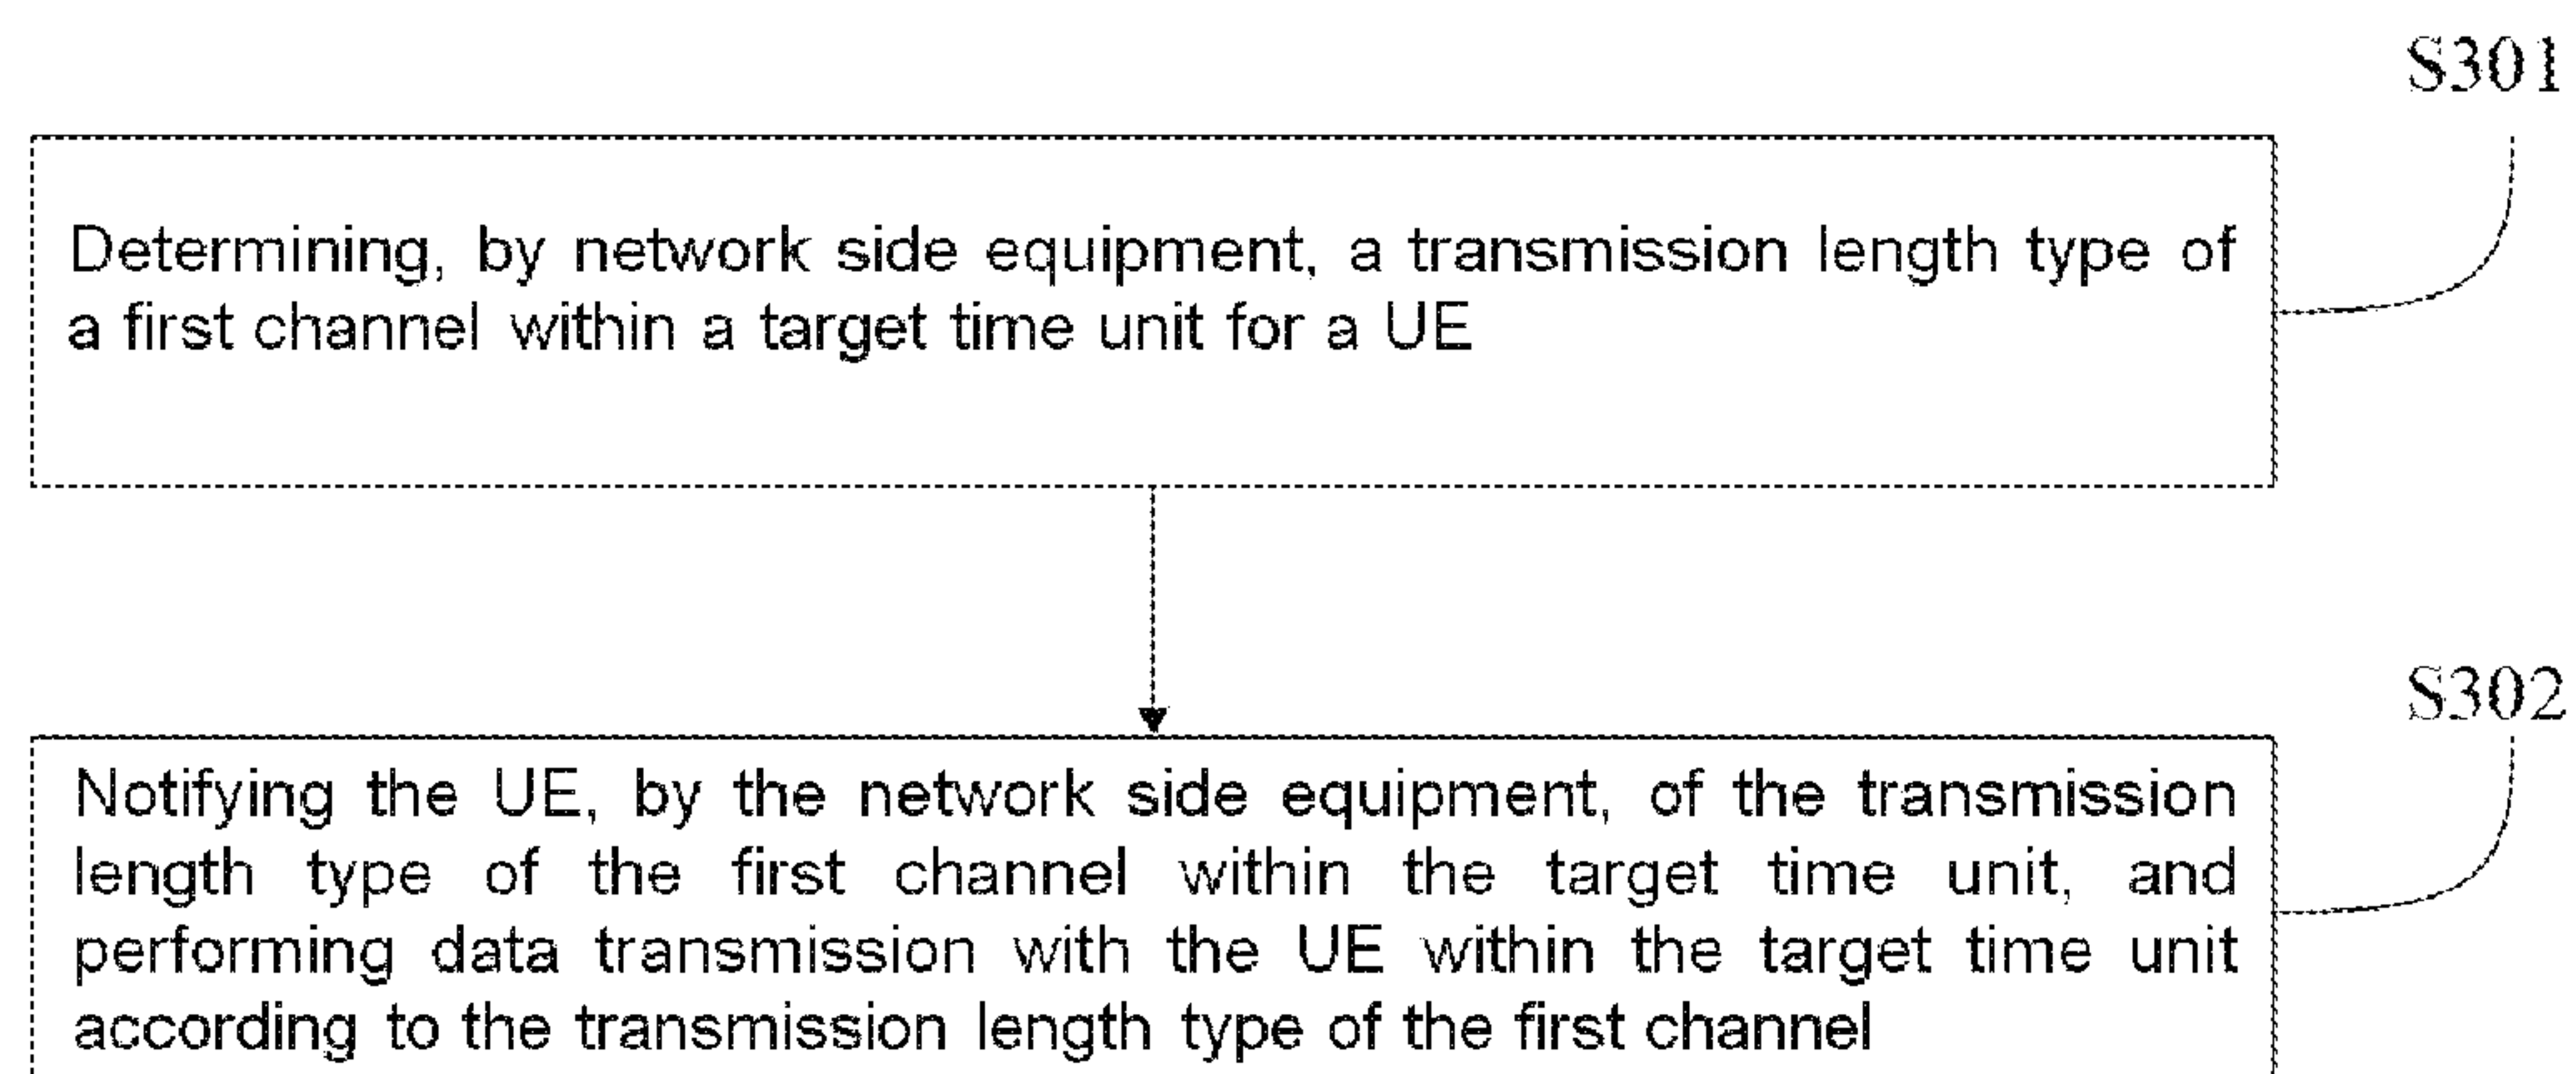 S301
Determining, by network side equipment, a transmission length type of
a first channel within a target time unit for a UE
S302
Notifying the UE, by the network side equipment, of the transmission
length type of the first channel within the target time unit, and
performing data transmission with the UE within the target time unit
according to the transmission length type of the first channel